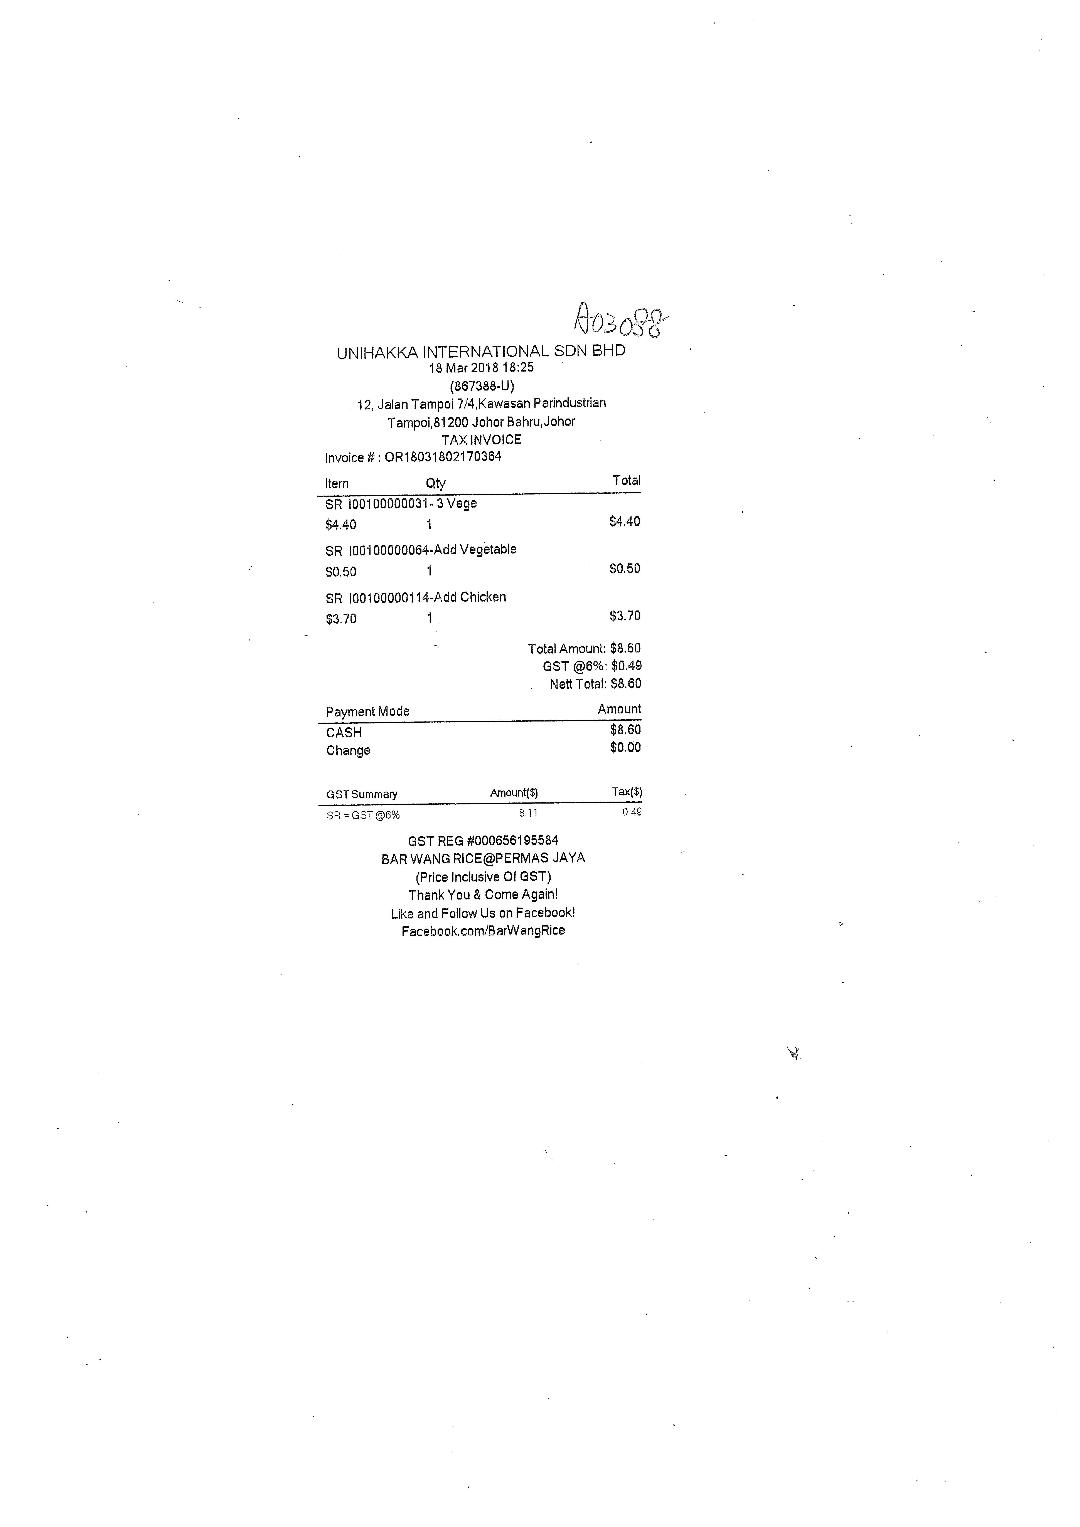 A03088
UNIHAKKA INTERNATIONAL SDN BHD
18 Mar 2018 18:25
(867388-U)
12, Jalan Tampoi 7/4,Kawasan Perindustrian
Tampoi,81200 Johor Bahru,Johor
TAX INVOICE
Invoice # : OR18031802170364
Item Qty Total
SR I00100000031- 3 Vege
$4.40 1 $4.40
SR I00100000064-Add Vegetable
$0.50 1 $0.50
SR I00100000114-Add Chicken
$3.70 1 $3.70
Total Amount: $8.60
GST @6%: $0.49
Nett Total: $8.60
Payment Mode Amount
CASH $8.60
Change $0.00
GST Summary Amount($) Tax($)
SR = GST @6% 8.11 0.49
GST REG #000656195584
BAR WANG RICE@PERMAS JAYA
(Price Inclusive Of GST)
Thank You & Come Again!
Like and Follow Us on Facebook!
Facebook.com/BarWangRice